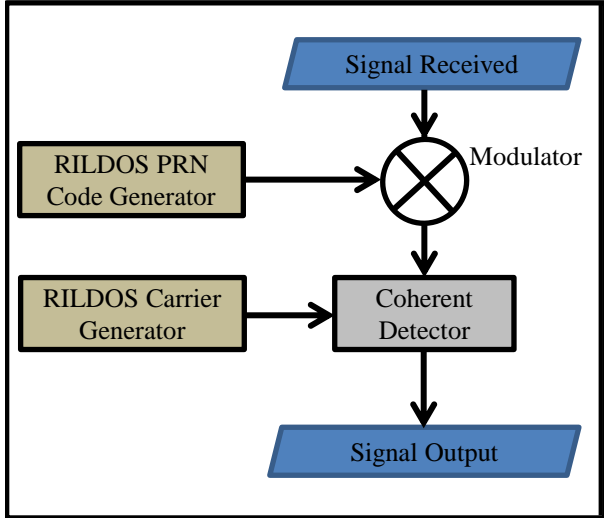 Signal Received
RILDOS PRN
Code Generator
Modulator
RILDOS Carrier
Generator
Coherent
Detector
Signal Output